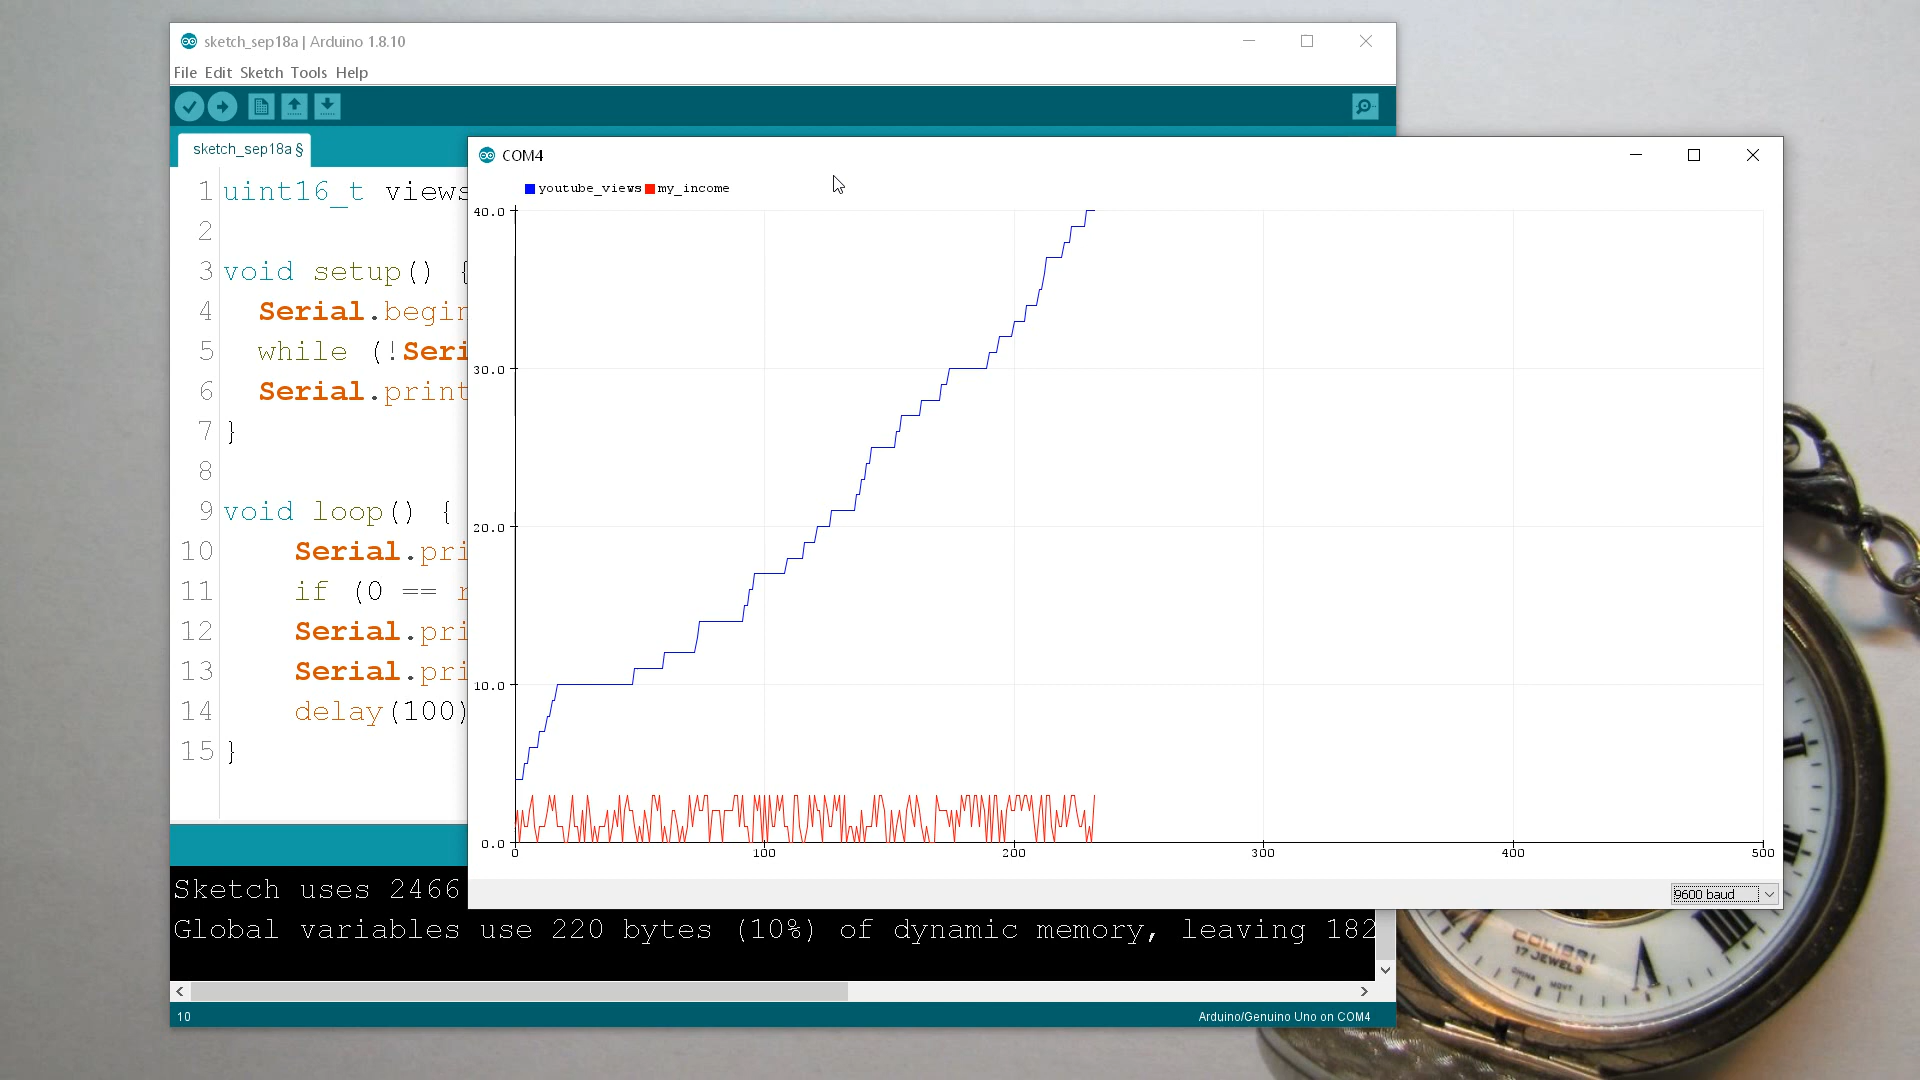 sketch_sep18a | Arduino 1.8.10
File Edit Sketch Tools Help
sketch_sep18a §
COM4
youtube_views my_income
1 uint16_t views
2
3 void setup() {
4 Serial.begin
5 while (!Seri
6 Serial.print
7 }
8
9 void loop() {
10 Serial.pri
11 if (0 == r
12 Serial.pri
13 Serial.pri
14 delay(100)
15 }
40.0
30.0
20.0
10.0
0.0
0 100 200 300 400 500
9600 baud
Sketch uses 2466
Global variables use 220 bytes (10%) of dynamic memory, leaving 182
10
Arduino/Genuino Uno on COM4
COLIBRI
17 JEWELS